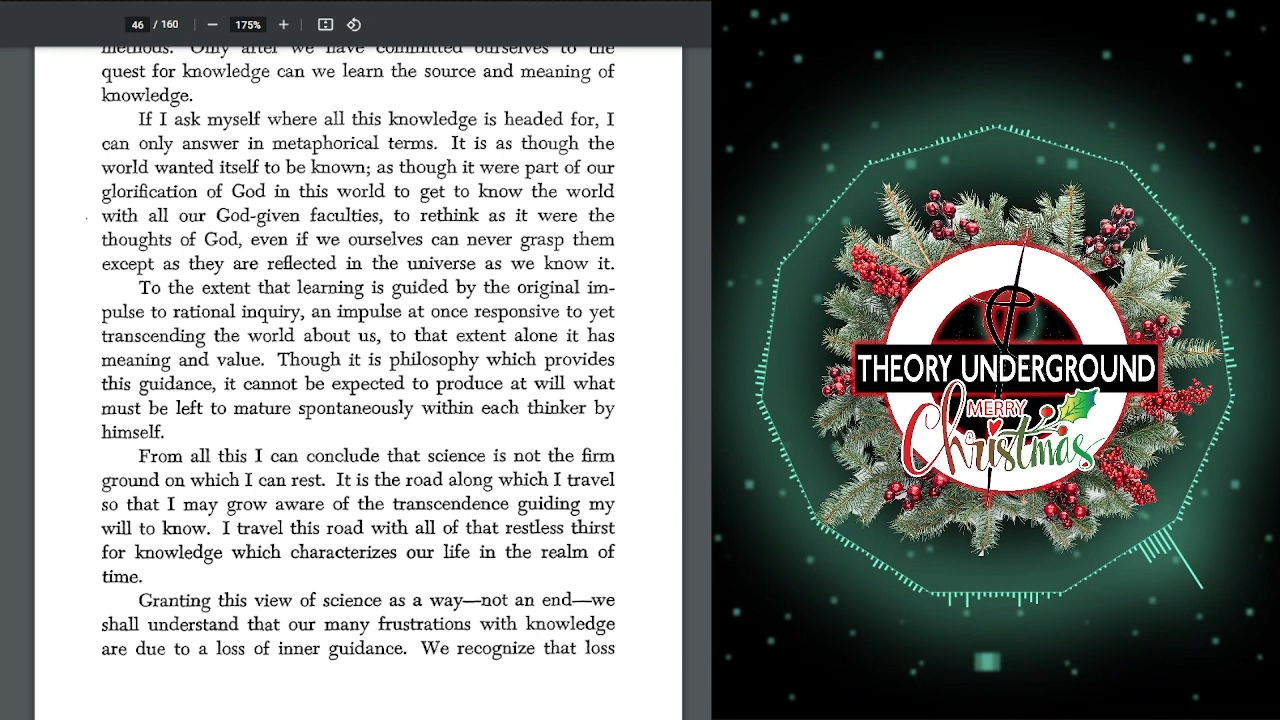 46 / 160
175%
methods. Only after we have committed ourselves to the
quest for knowledge can we learn the source and meaning of
knowledge.
If I ask myself where all this knowledge is headed for, I
can only answer in metaphorical terms. It is as though the
world wanted itself to be known; as though it were part of our
glorification of God in this world to get to know the world
with all our God-given faculties, to rethink as it were the
thoughts of God, even if we ourselves can never grasp them
except as they are reflected in the universe as we know it.
To the extent that learning is guided by the original im-
pulse to rational inquiry, an impulse at once responsive to yet
transcending the world about us, to that extent alone it has
meaning and value. Though it is philosophy which provides
this guidance, it cannot be expected to produce at will what
must be left to mature spontaneously within each thinker by
himself.
From all this I can conclude that science is not the firm
ground on which I can rest. It is the road along which I travel
so that I may grow aware of the transcendence guiding my
will to know. I travel this road with all of that restless thirst
for knowledge which characterizes our life in the realm of
time.
Granting this view of science as a way—not an end—we
shall understand that our many frustrations with knowledge
are due to a loss of inner guidance. We recognize that loss
THEORY UNDERGROUND
MERRY
Christmas